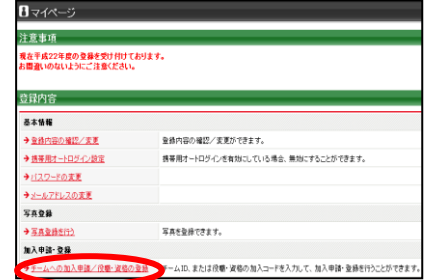 マイページ
注意事項
現在平成22年度の登録を受け付けております。
お間違いのないようにご注意ください。
登録内容
基本情報
登録内容の確認/変更 登録内容の確認/変更ができます。
携帯用オートログイン設定 携帯用オートログインを有効にしている場合、無効にすることができます。
パスワードの変更
メールアドレスの変更
写真登録
写真登録を行う 写真を登録できます。
加入申請・登録
チームへの加入申請/役職・資格の登録 チームID、または役職・資格の加入コードを入力して、加入申請・登録を行うことができます。